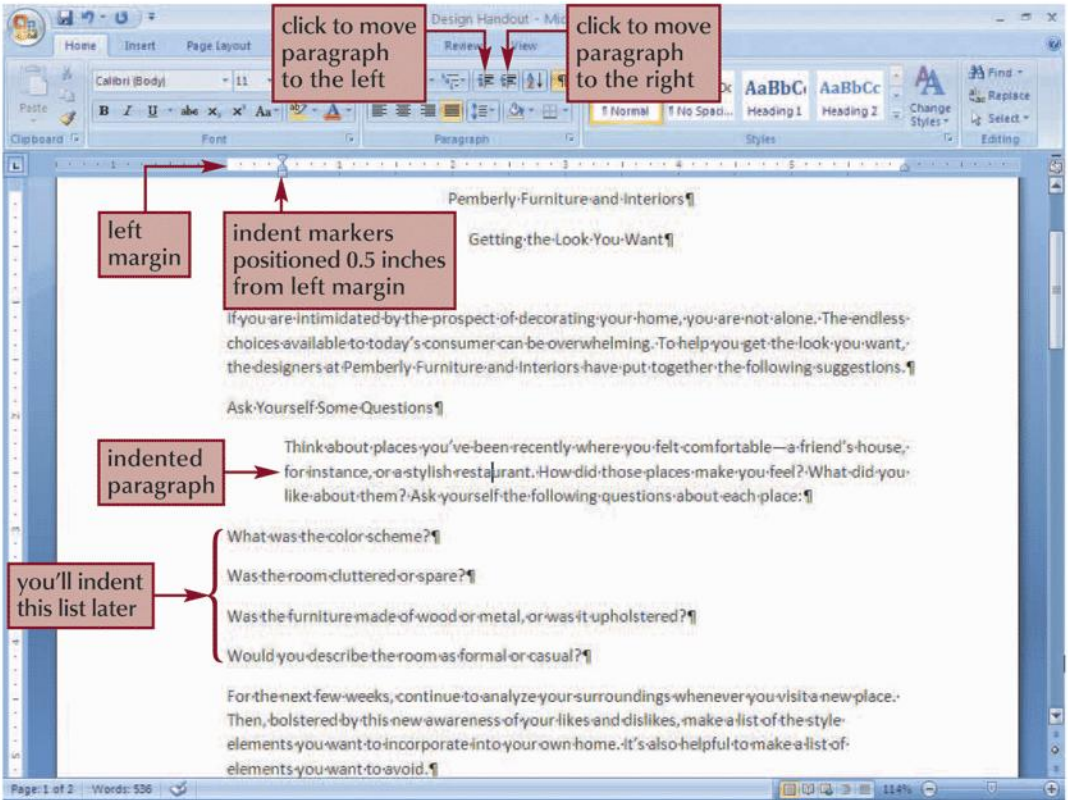 Design Handout - Mic
Home Insert Page Layout Review View
click to move
paragraph
to the left
click to move
paragraph
to the right
Paste
Calibri (Body) 11
B I U abc x₂ x² Aa
A
AaBbCc AaBbCc
¶ Normal ¶ No Spaci... Heading 1 Heading 2
Change
Styles
Find
Replace
Select
Clipboard Font Paragraph Styles Editing
L
1 1 2 3 4 5
left
margin
indent markers
positioned 0.5 inches
from left margin
Pemberly·Furniture·and·Interiors¶
Getting·the·Look·You·Want¶
If·you·are·intimidated·by·the·prospect·of·decorating·your·home,·you·are·not·alone.·The·endless·
choices·available·to·today's·consumer·can·be·overwhelming.·To·help·you·get·the·look·you·want,·
the·designers·at·Pemberly·Furniture·and·Interiors·have·put·together·the·following·suggestions.¶
Ask·Yourself·Some·Questions¶
indented
paragraph
Think·about·places·you've·been·recently·where·you·felt·comfortable—a·friend's·house,·
for·instance,·or·a·stylish·restaurant.·How·did·those·places·make·you·feel?·What·did·you·
like·about·them?·Ask·yourself·the·following·questions·about·each·place:¶
you'll indent
this list later
What·was·the·color·scheme?¶
Was·the·room·cluttered·or·spare?¶
Was·the·furniture·made·of·wood·or·metal,·or·was·it·upholstered?¶
Would·you·describe·the·room·as·formal·or·casual?¶
For·the·next·few·weeks,·continue·to·analyze·your·surroundings·whenever·you·visit·a·new·place.·
Then,·bolstered·by·this·new·awareness·of·your·likes·and·dislikes,·make·a·list·of·the·style·
elements·you·want·to·incorporate·into·your·own·home.·It's·also·helpful·to·make·a·list·of·
elements·you·want·to·avoid.¶
Page: 1 of 2 Words: 536 114%